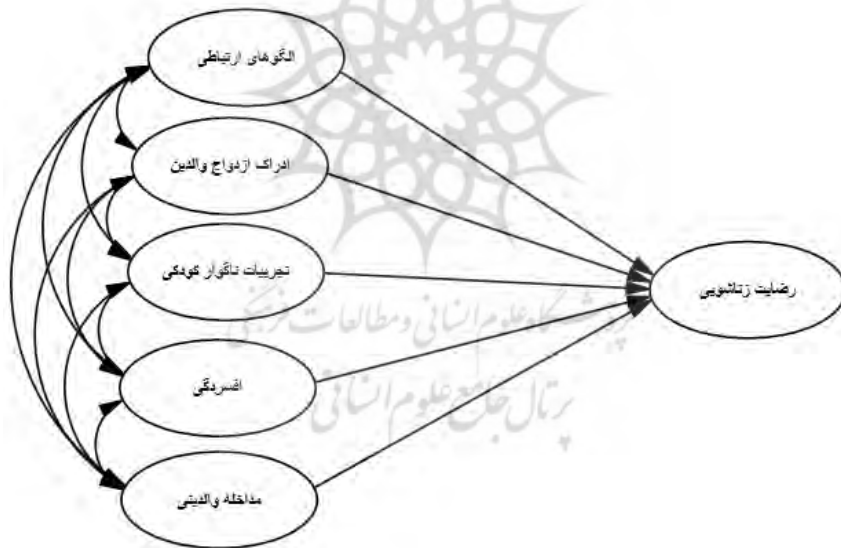 الگوهای ارتباطی
ادراک ازدواج والدین
تجربیات ناگوار کودکی
رضایت زناشویی
پژوهشگاه علوم انسانی و مطالعات فرهنگی
افسردگی
پرتال جامع علوم انسانی
مداخله والدینی